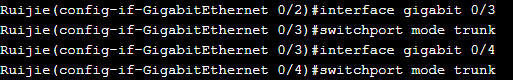 Ruijie(config-if-GigabitEthernet 0/2)#interface gigabit 0/3
Ruijie(config-if-GigabitEthernet 0/3)#switchport mode trunk
Ruijie(config-if-GigabitEthernet 0/3)#interface gigabit 0/4
Ruijie(config-if-GigabitEthernet 0/4)#switchport mode trunk